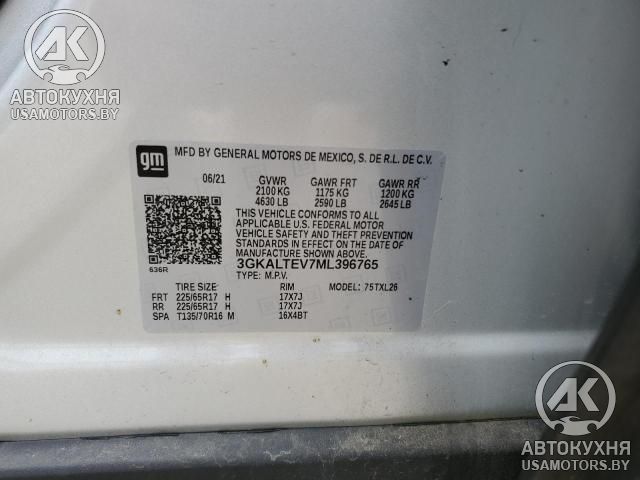 АК
АВТОКУХНЯ
USAMOTORS.BY
gm
MFD BY GENERAL MOTORS DE MEXICO, S. DE R.L. DE C.V.
06/21 GVWR GAWR FRT GAWR RR
2100 KG 1175 KG 1200 KG
4630 LB 2590 LB 2645 LB
THIS VEHICLE CONFORMS TO ALL
APPLICABLE U.S. FEDERAL MOTOR
VEHICLE SAFETY, BUMPER, AND THEFT
PREVENTION STANDARDS
IN EFFECT ON THE DATE OF
MANUFACTURE SHOWN ABOVE.
3GKALTEV7ML396765
636R
TYPE: M.P.V.
TIRE SIZE RIM MODEL: 75TXL26
FRT 225/65R17 H 17X7J
RR 225/65R17 H 17X7J
SPA T135/70R16 M 16X4BT
АК
АВТОКУХНЯ
USAMOTORS.BY